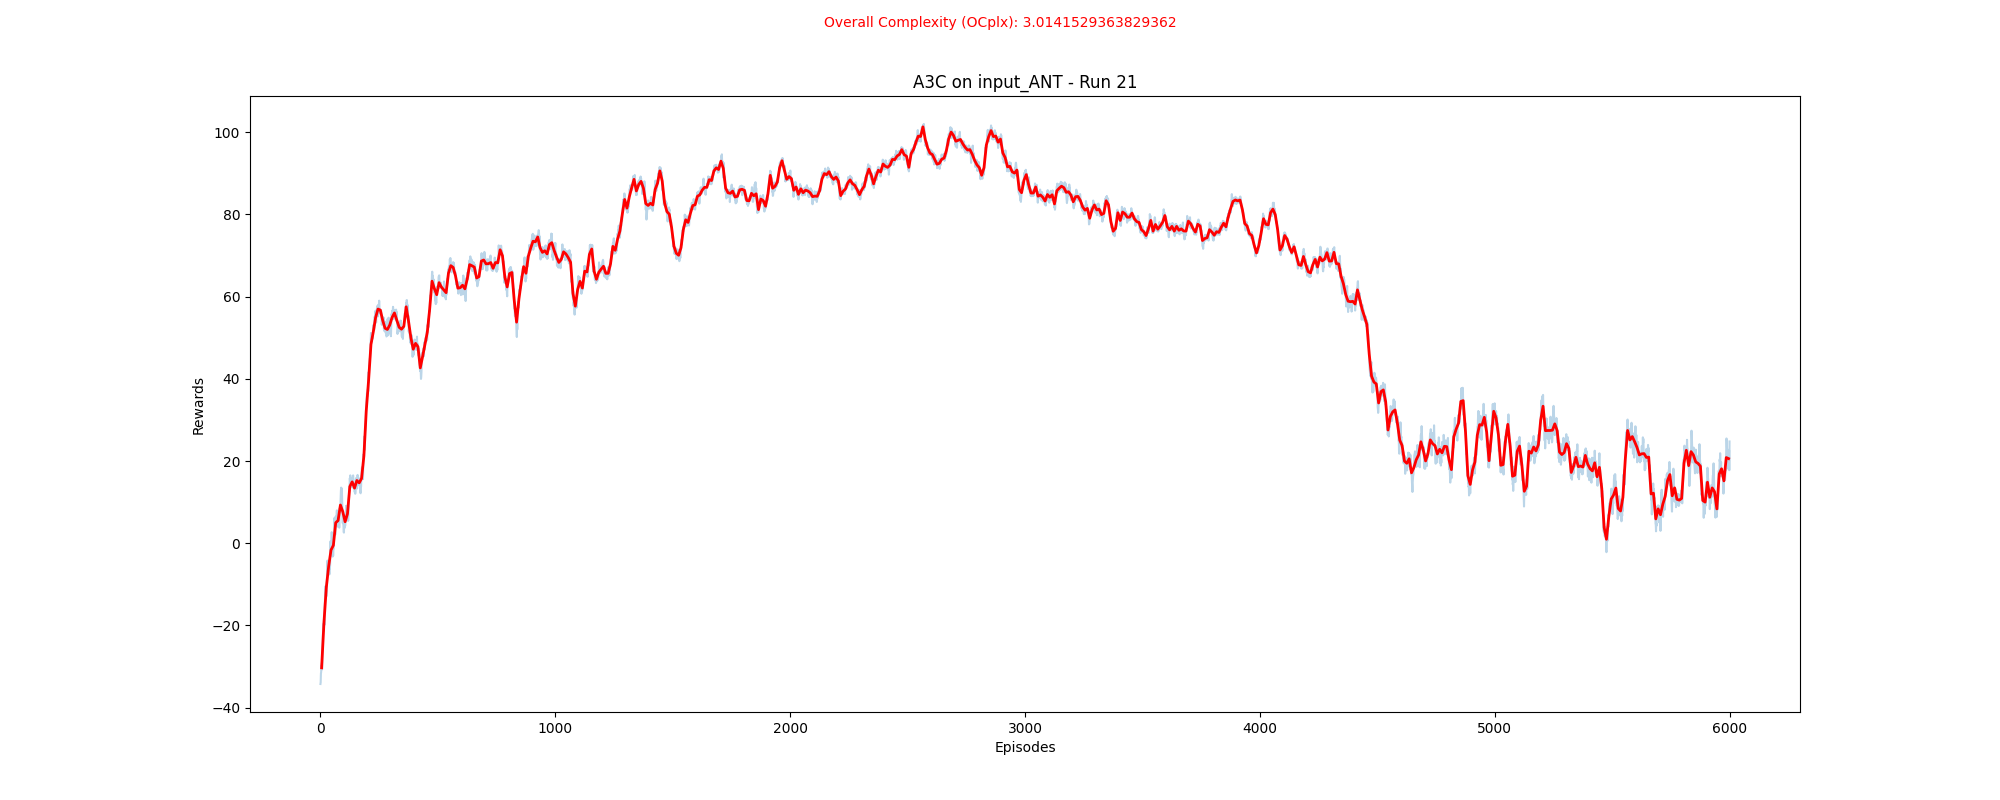 Overall Complexity (OCplx): 3.0141529363829362
A3C on input_ANT - Run 21
100
80
60
40
20
0
−20
−40
Rewards
0 1000 2000 3000 4000 5000 6000
Episodes